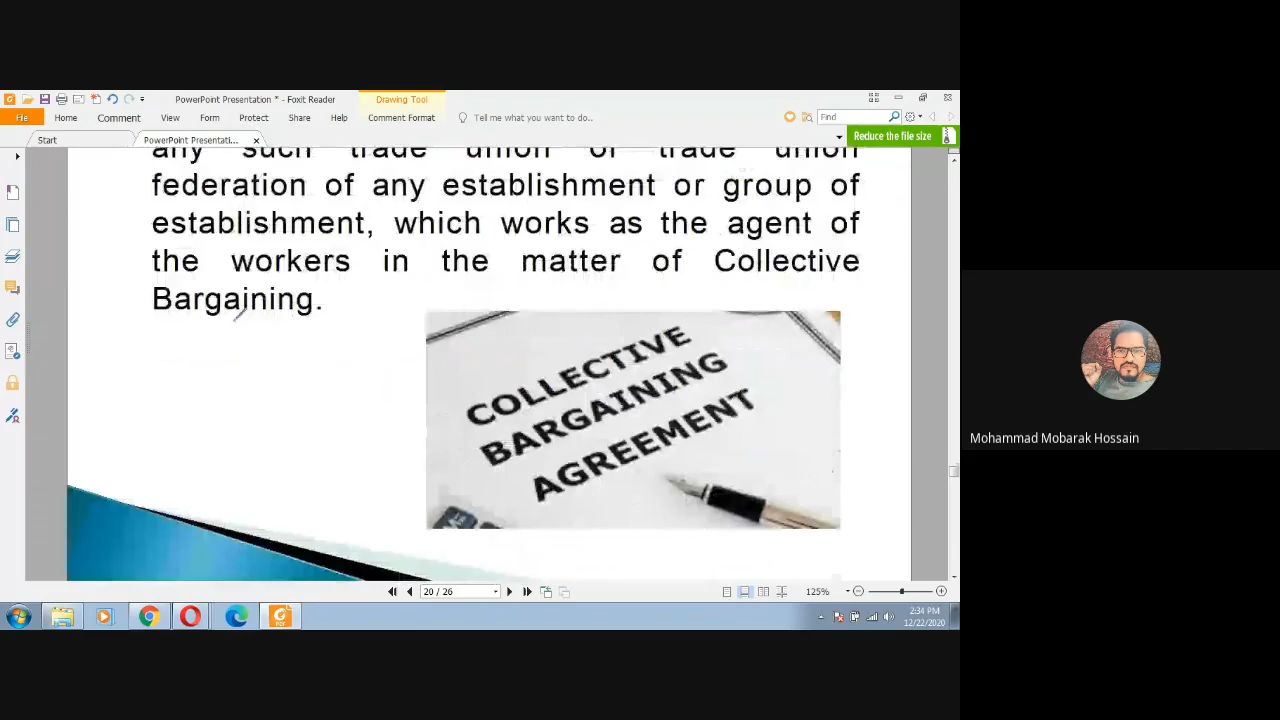 PowerPoint Presentation * - Foxit Reader
Drawing Tool
File Home Comment View Form Protect Share Help Comment Format Tell me what you want to do.. Find
Start PowerPoint Presentati... Reduce the file size
any such trade union or trade union
federation of any establishment or group of
establishment, which works as the agent of
the workers in the matter of Collective
Bargaining.
COLLECTIVE
BARGAINING
AGREEMENT
Mohammad Mobarak Hossain
20 / 26 125%
2:34 PM
12/22/2020